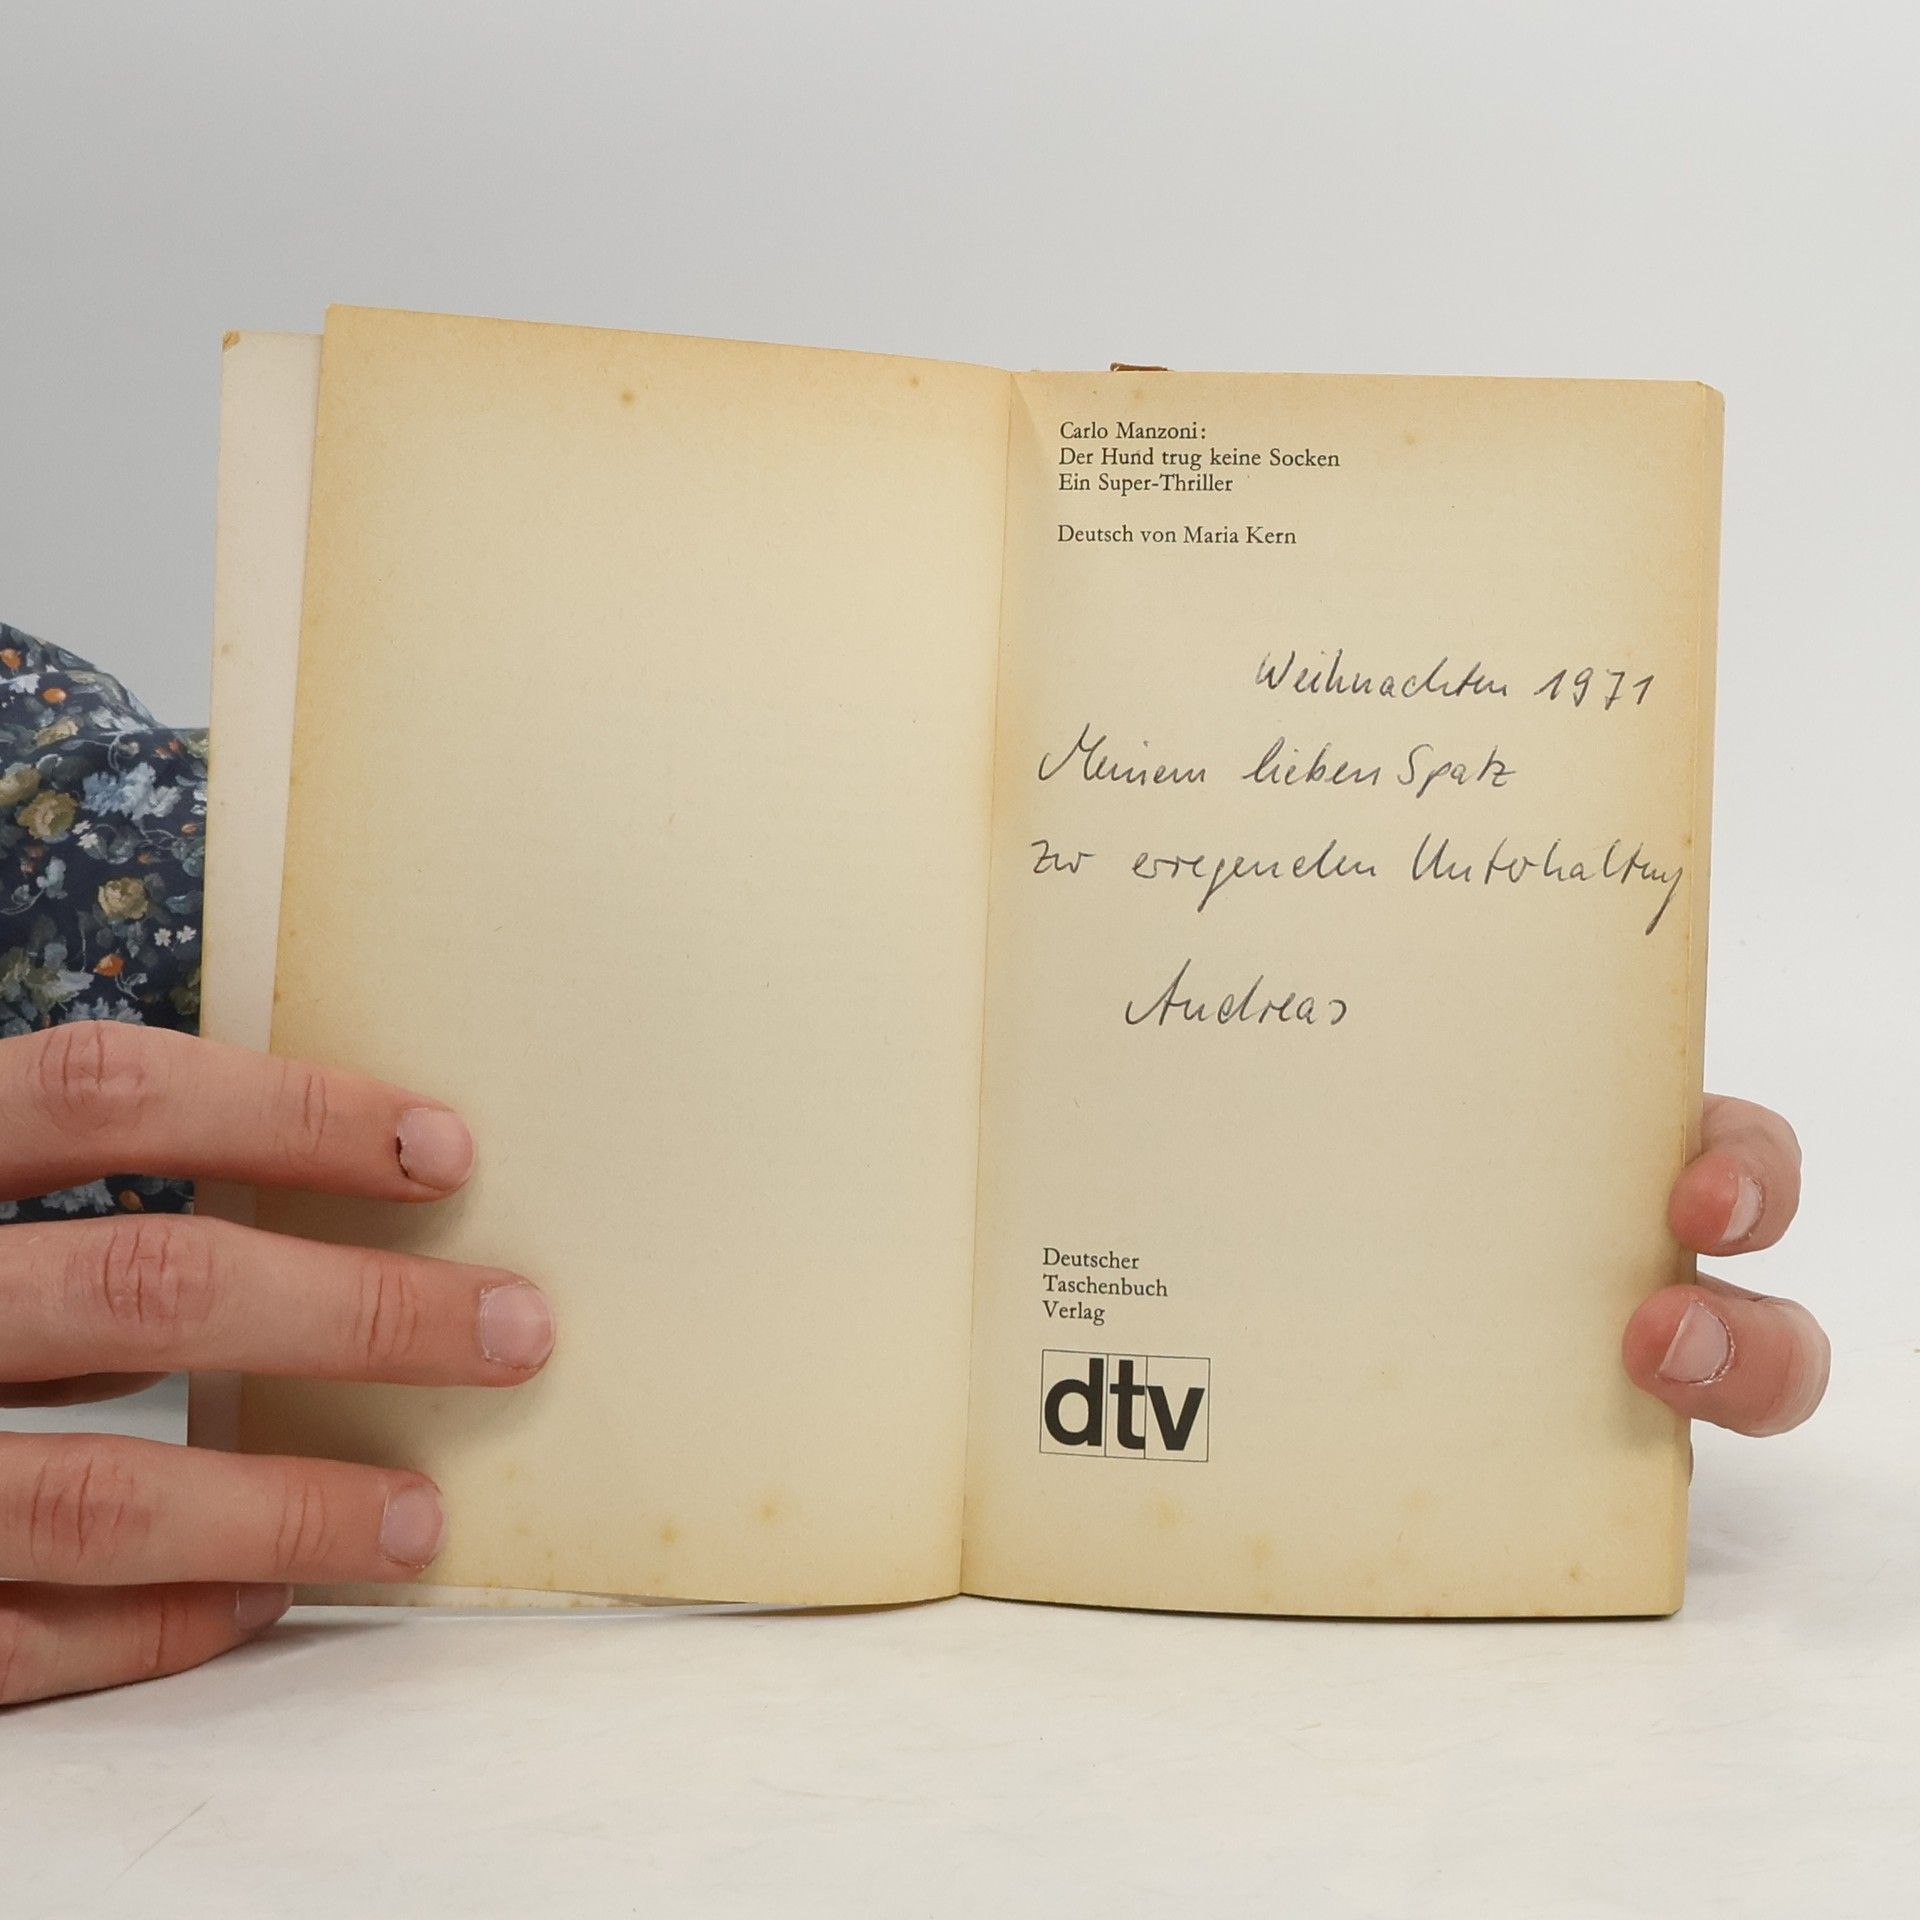 Carlo Manzoni:
Der Hund trug keine Socken
Ein Super-Thriller
Deutsch von Maria Kern
Weihnachten 1971
Meinem lieben Spatz
zur erregenden Unterhaltung
Andreas
Deutscher
Taschenbuch
Verlag
dtv